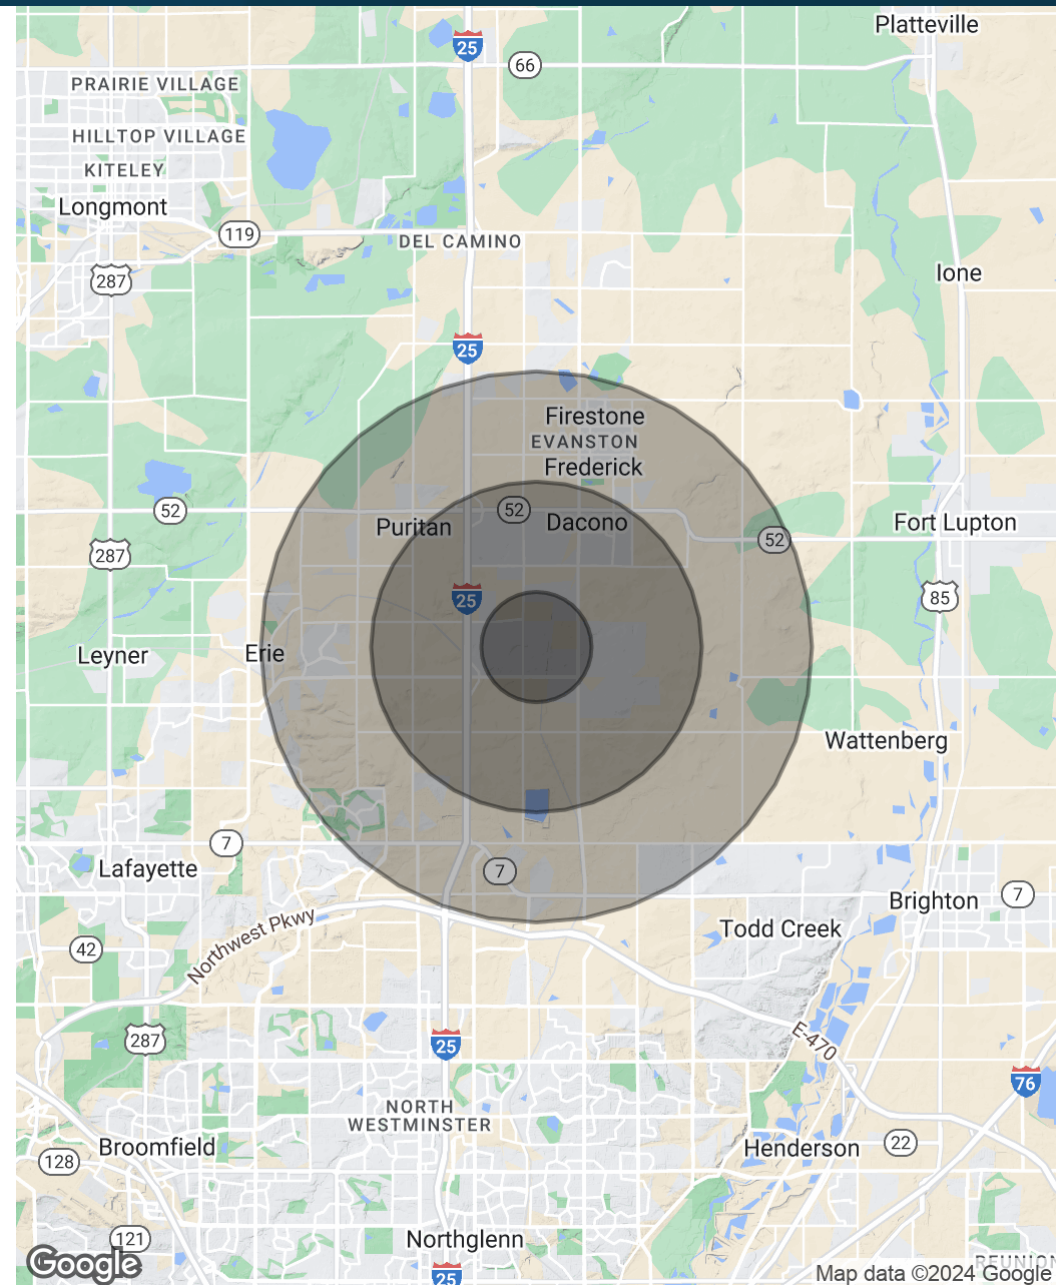 Platteville
25
66
PRAIRIE VILLAGE
HILLTOP VILLAGE
KITELEY
Longmont
119
DEL CAMINO
287
Ione
25
Firestone
EVANSTON
Frederick
52
52
Puritan
Dacono
Fort Lupton
52
287
25
85
Erie
Leyner
Wattenberg
7
Lafayette
7
Brighton
7
Northwest Pkwy
Todd Creek
42
E-470
287
25
76
NORTH
WESTMINSTER
Broomfield
Henderson
22
128
121
Northglenn
REUNION
Google
25
Map data ©2024 Google